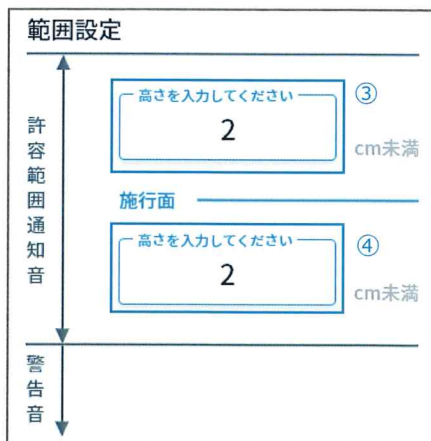 範囲設定
許容範囲通知音
高さを入力してください
2
③
cm未満
施行面
高さを入力してください
2
④
cm未満
警告音